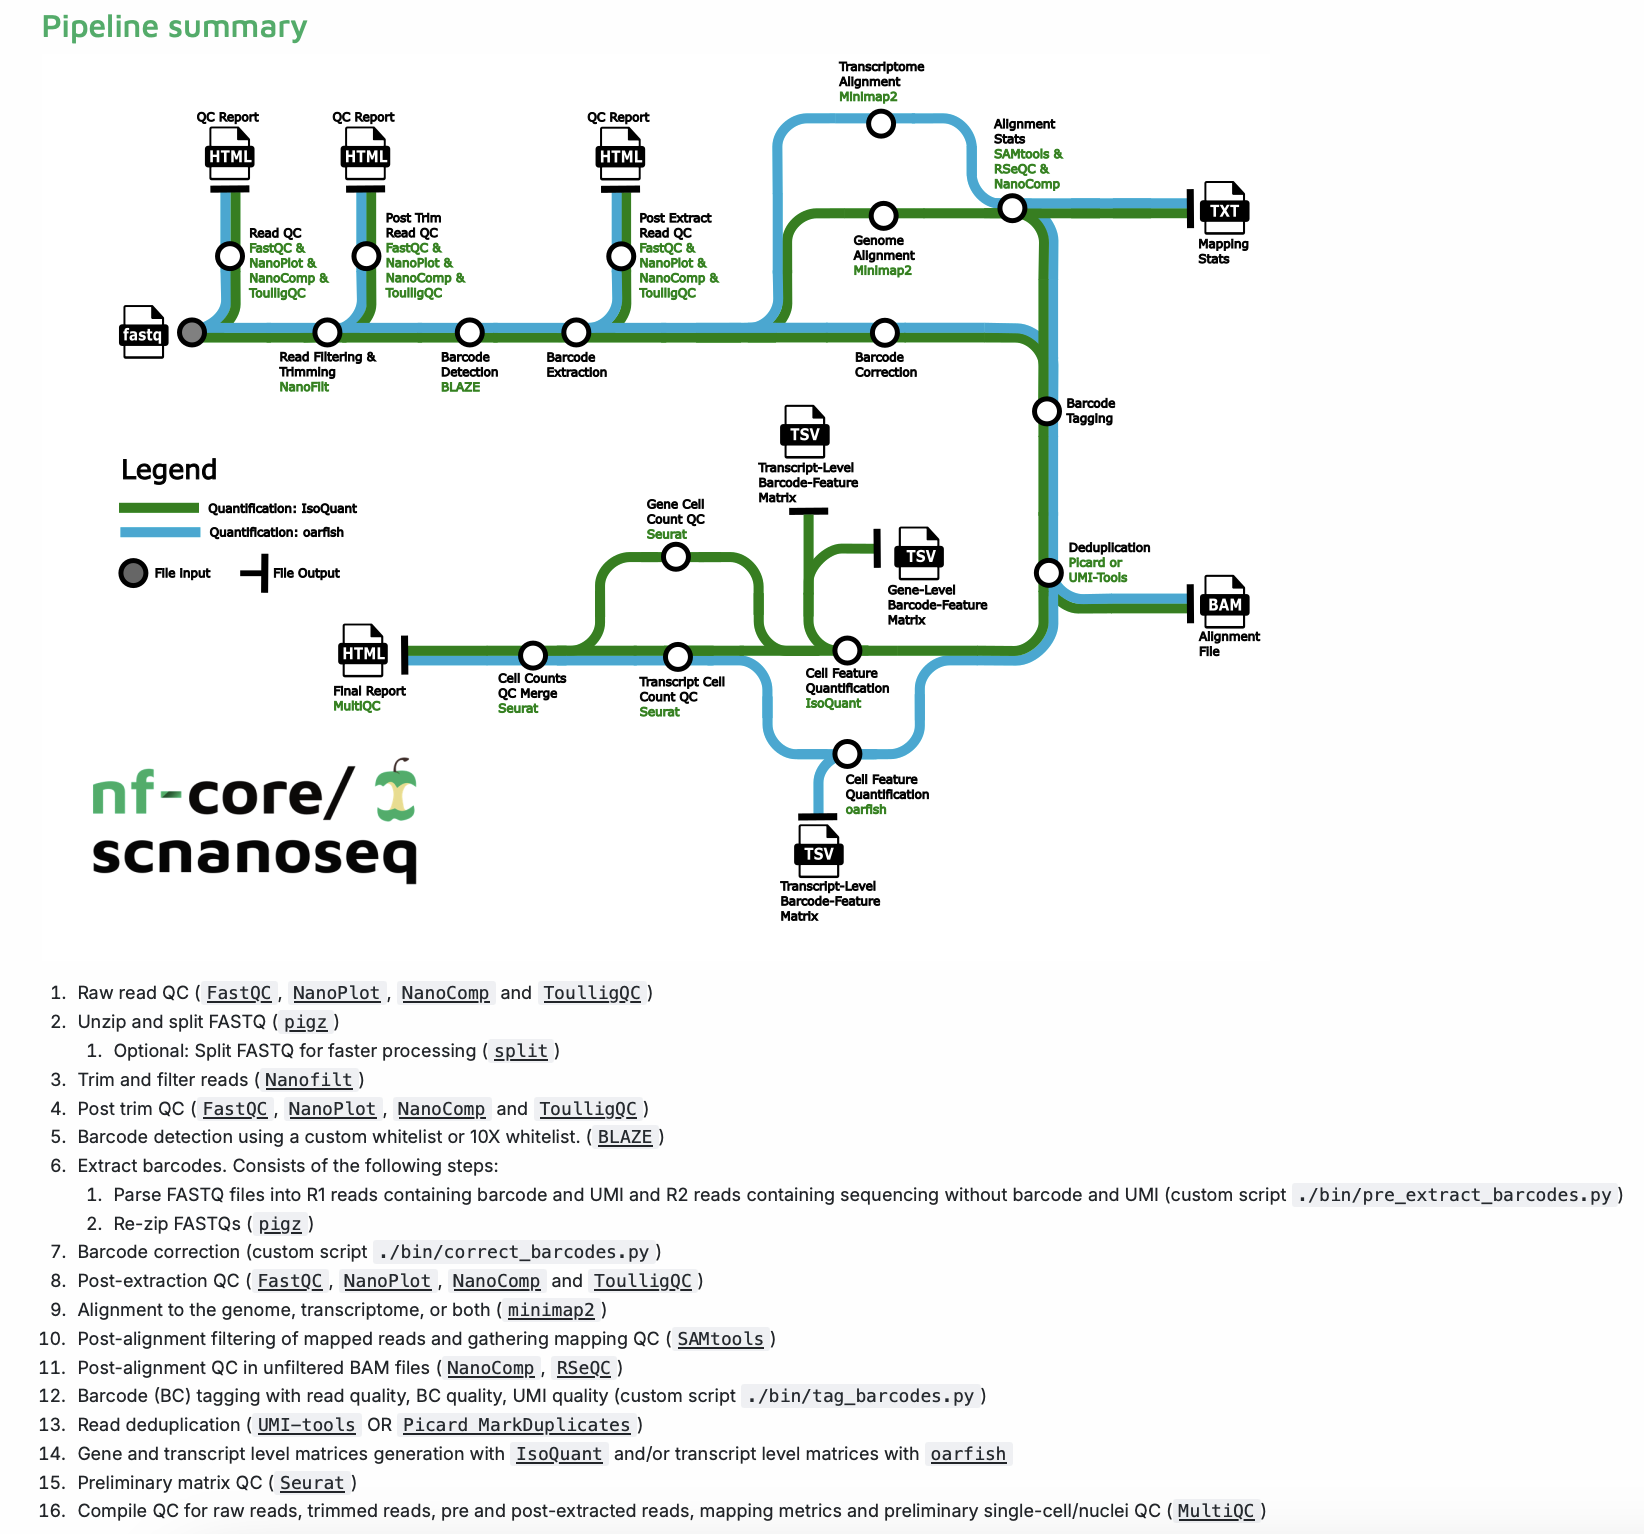 Pipeline summary
Transcriptome
Alignment
Minimap2
QC Report
HTML
QC Report
HTML
QC Report
HTML
Alignment
Stats
SAMtools &
RSeQC &
NanoComp
TXT
Mapping
Stats
Read QC
FastQC &
NanoPlot &
NanoComp &
ToulligQC
Post Trim
Read QC
FastQC &
NanoPlot &
NanoComp &
ToulligQC
Post Extract
Read QC
FastQC &
NanoPlot &
NanoComp &
ToulligQC
Genome
Alignment
Minimap2
fastq
Read Filtering &
Trimming
NanoFilt
Barcode
Detection
BLAZE
Barcode
Extraction
Barcode
Correction
Barcode
Tagging
TSV
Transcript-Level
Barcode-Feature
Matrix
Legend
Quantification: IsoQuant
Quantification: oarfish
File Input
File Output
Gene Cell
Count QC
Seurat
TSV
Gene-Level
Barcode-Feature
Matrix
Deduplication
Picard or
UMI-Tools
BAM
Alignment
File
HTML
Final Report
MultiQC
Cell Counts
QC Merge
Seurat
Transcript Cell
Count QC
Seurat
Cell Feature
Quantification
IsoQuant
Cell Feature
Quantification
oarfish
TSV
Transcript-Level
Barcode-Feature
Matrix
nf-core/
scnanoseq
1. Raw read QC ( FastQC , NanoPlot , NanoComp and ToulligQC )
2. Unzip and split FASTQ ( pigz )
1. Optional: Split FASTQ for faster processing ( split )
3. Trim and filter reads ( Nanofilt )
4. Post trim QC ( FastQC , NanoPlot , NanoComp and ToulligQC )
5. Barcode detection using a custom whitelist or 10X whitelist. ( BLAZE )
6. Extract barcodes. Consists of the following steps:
1. Parse FASTQ files into R1 reads containing barcode and UMI and R2 reads containing sequencing without barcode and UMI (custom script ./bin/pre_extract_barcodes.py )
2. Re-zip FASTQs ( pigz )
7. Barcode correction (custom script ./bin/correct_barcodes.py )
8. Post-extraction QC ( FastQC , NanoPlot , NanoComp and ToulligQC )
9. Alignment to the genome, transcriptome, or both ( minimap2 )
10. Post-alignment filtering of mapped reads and gathering mapping QC ( SAMtools )
11. Post-alignment QC in unfiltered BAM files ( NanoComp , RSeQC )
12. Barcode (BC) tagging with read quality, BC quality, UMI quality (custom script ./bin/tag_barcodes.py )
13. Read deduplication ( UMI-tools OR Picard MarkDuplicates )
14. Gene and transcript level matrices generation with IsoQuant and/or transcript level matrices with oarfish
15. Preliminary matrix QC ( Seurat )
16. Compile QC for raw reads, trimmed reads, pre and post-extracted reads, mapping metrics and preliminary single-cell/nuclei QC ( MultiQC )